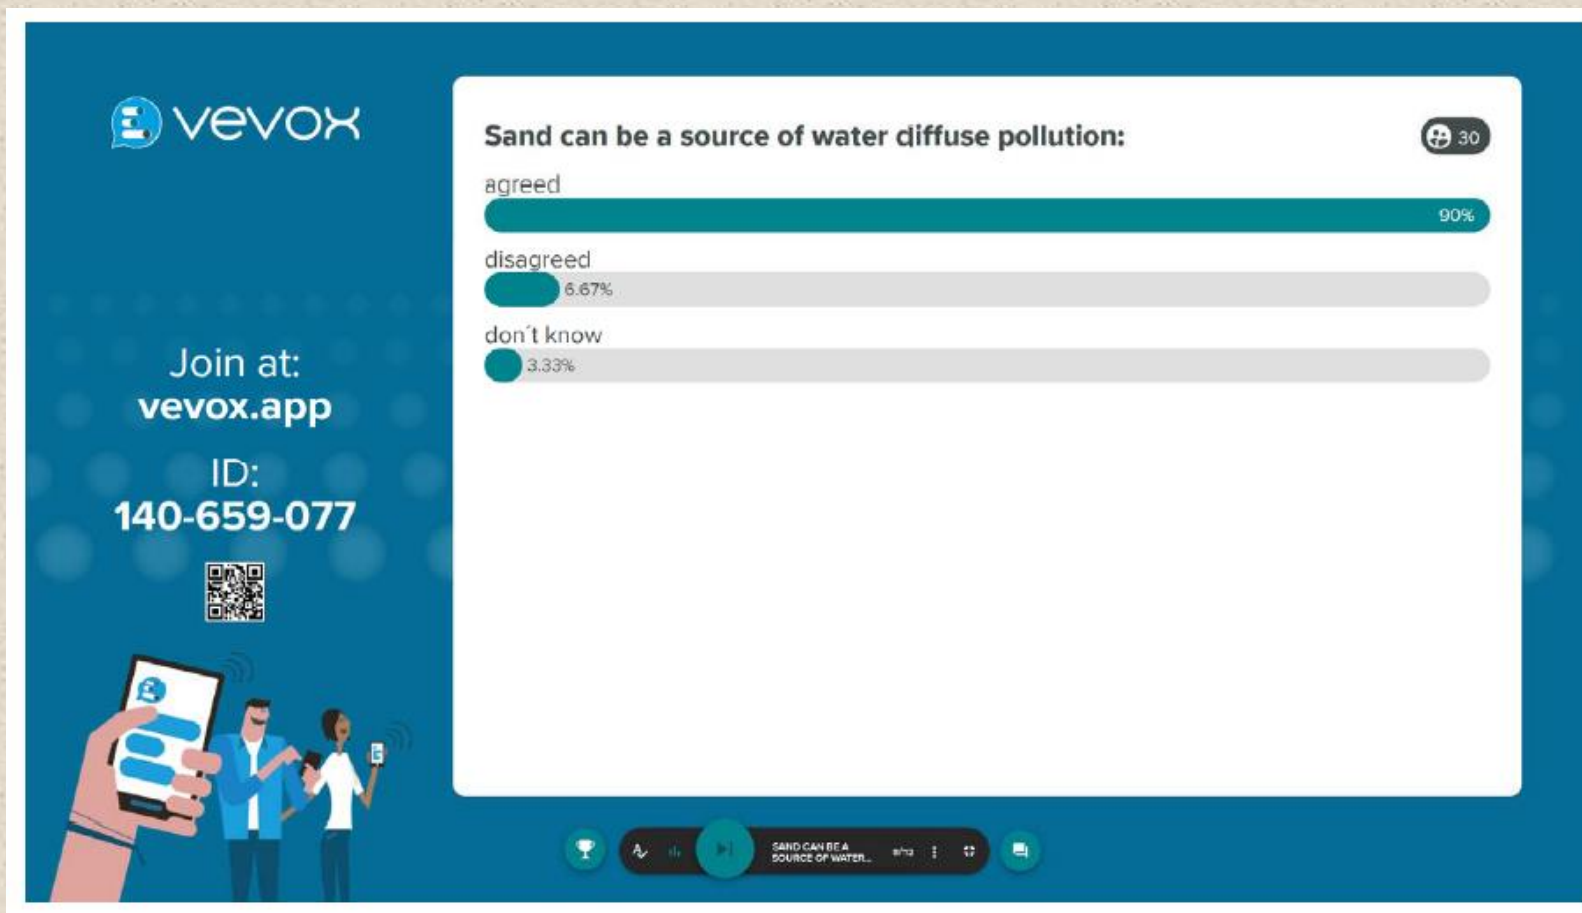 vevox
Join at:
vevox.app
ID:
140-659-077
Sand can be a source of water diffuse pollution:
30
agreed
90%
disagreed
6.67%
don´t know
3.33%
SAND CAN BE A
SOURCE OF WATER...